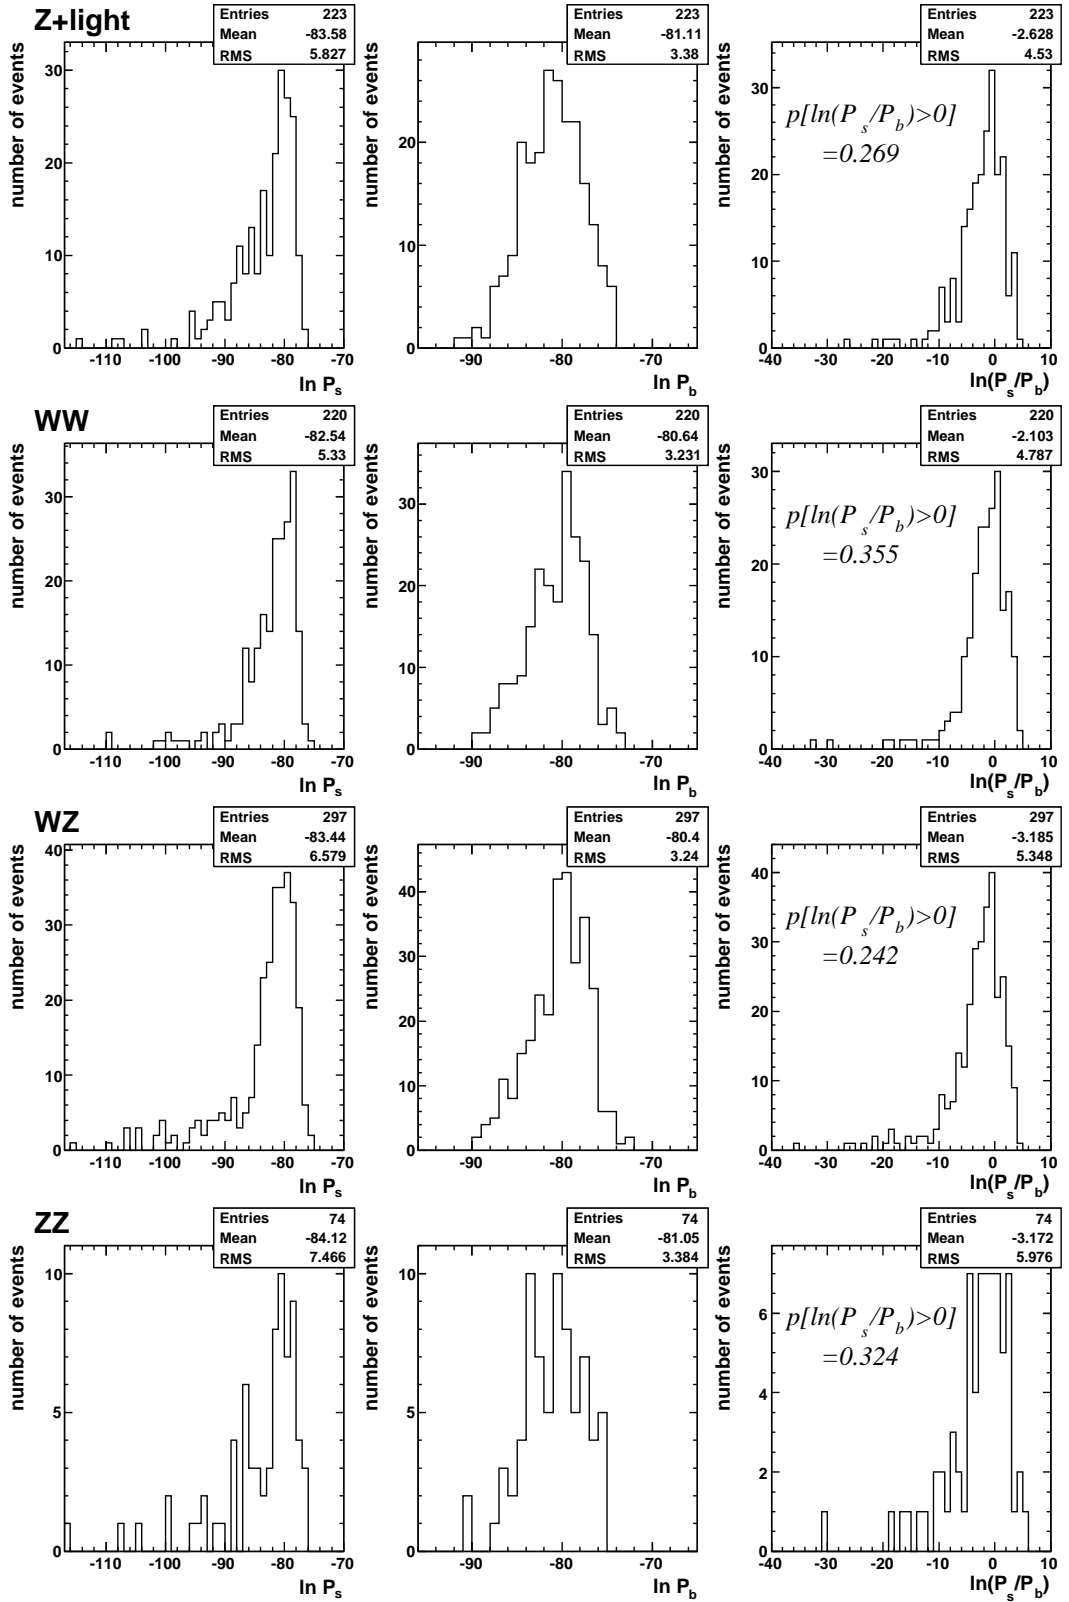 Z+light
Entries 223
Mean -83.58
RMS 5.827
number of events
0
10
20
30
-110 -100 -90 -80 -70
ln P_s
Entries 223
Mean -81.11
RMS 3.38
number of events
0
10
20
-90 -80 -70
ln P_b
Entries 223
Mean -2.628
RMS 4.53
p[ln(P_s/P_b)>0]
=0.269
number of events
0
10
20
30
-40 -30 -20 -10 0 10
ln(P_s/P_b)
WW
Entries 220
Mean -82.54
RMS 5.33
number of events
0
10
20
30
-110 -100 -90 -80 -70
ln P_s
Entries 220
Mean -80.64
RMS 3.231
number of events
0
10
20
30
-90 -80 -70
ln P_b
Entries 220
Mean -2.103
RMS 4.787
p[ln(P_s/P_b)>0]
=0.355
number of events
0
10
20
30
-40 -30 -20 -10 0 10
ln(P_s/P_b)
WZ
Entries 297
Mean -83.44
RMS 6.579
number of events
0
10
20
30
40
-110 -100 -90 -80 -70
ln P_s
Entries 297
Mean -80.4
RMS 3.24
number of events
0
10
20
30
40
-90 -80 -70
ln P_b
Entries 297
Mean -3.185
RMS 5.348
p[ln(P_s/P_b)>0]
=0.242
number of events
0
10
20
30
40
-40 -30 -20 -10 0 10
ln(P_s/P_b)
ZZ
Entries 74
Mean -84.12
RMS 7.466
number of events
0
5
10
-110 -100 -90 -80 -70
ln P_s
Entries 74
Mean -81.05
RMS 3.384
number of events
0
5
10
-90 -80 -70
ln P_b
Entries 74
Mean -3.172
RMS 5.976
p[ln(P_s/P_b)>0]
=0.324
number of events
0
2
4
6
-40 -30 -20 -10 0 10
ln(P_s/P_b)